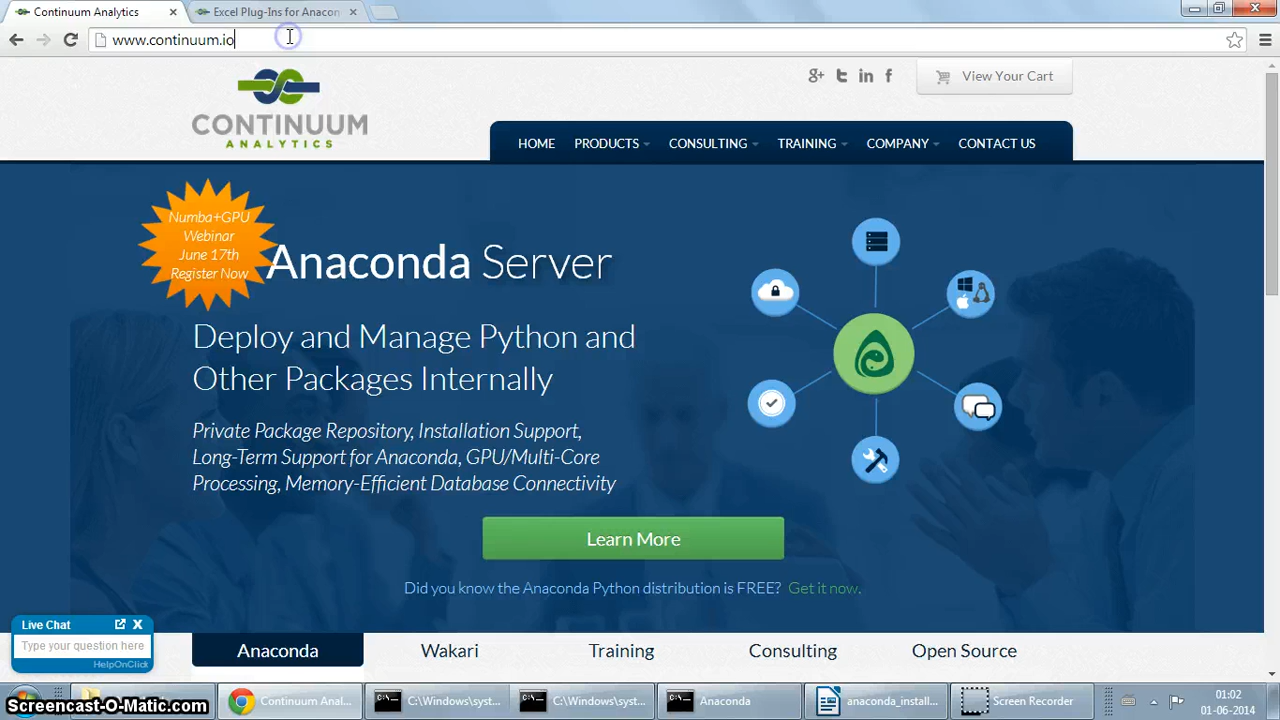 Continuum Analytics
Excel Plug-Ins for Anacon
www.continuum.io
CONTINUUM
ANALYTICS
View Your Cart
HOME PRODUCTS CONSULTING TRAINING COMPANY CONTACT US
Numba+GPU
Webinar
June 17th
Register Now
Anaconda Server
Deploy and Manage Python and
Other Packages Internally
Private Package Repository, Installation Support,
Long-Term Support for Anaconda, GPU/Multi-Core
Processing, Memory-Efficient Database Connectivity
Learn More
Did you know the Anaconda Python distribution is FREE? Get it now.
Live Chat
Type your question here
HelpOnClick
Anaconda Wakari Training Consulting Open Source
Screencast-O-Matic.com
Continuum Anal...
C:\Windows\syst...
C:\Windows\syst...
Anaconda
anaconda_install...
Screen Recorder
01:02
01-06-2014